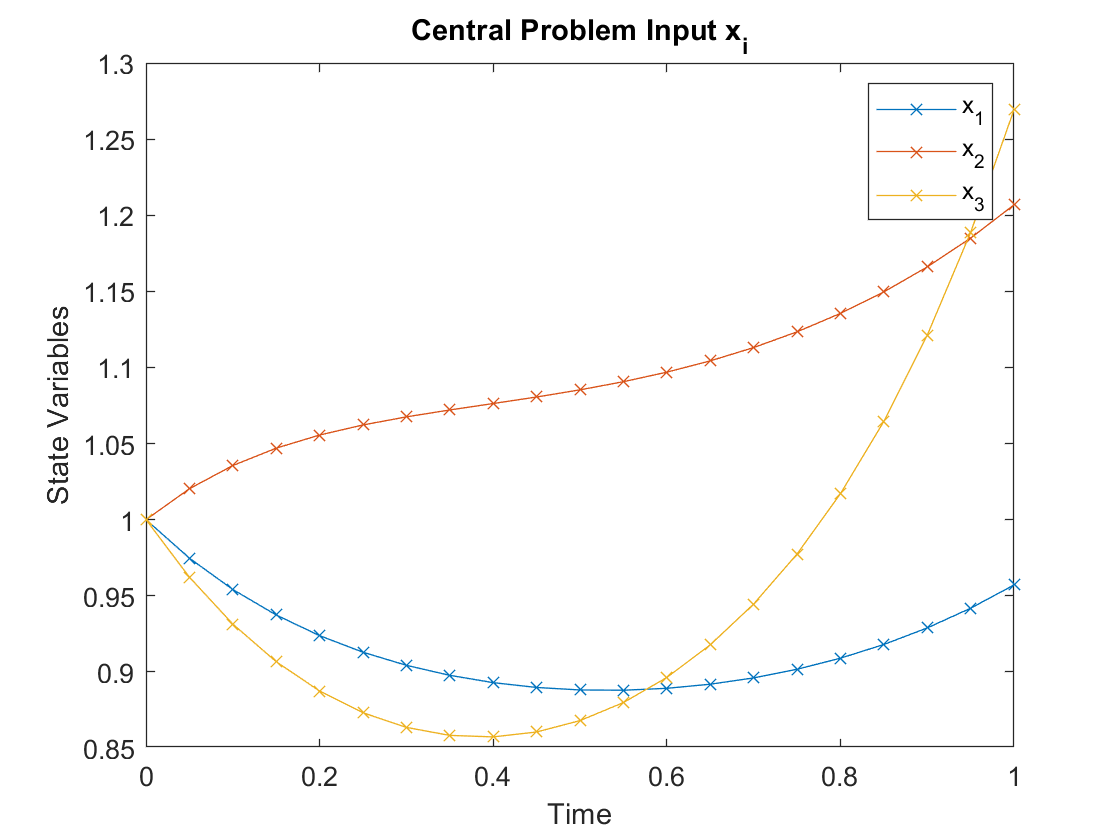 Central Problem Input x_i
1.3
1.25
1.2
1.15
1.1
1.05
1
0.95
0.9
0.85
State Variables
x_1
x_2
x_3
0 0.2 0.4 0.6 0.8 1
Time